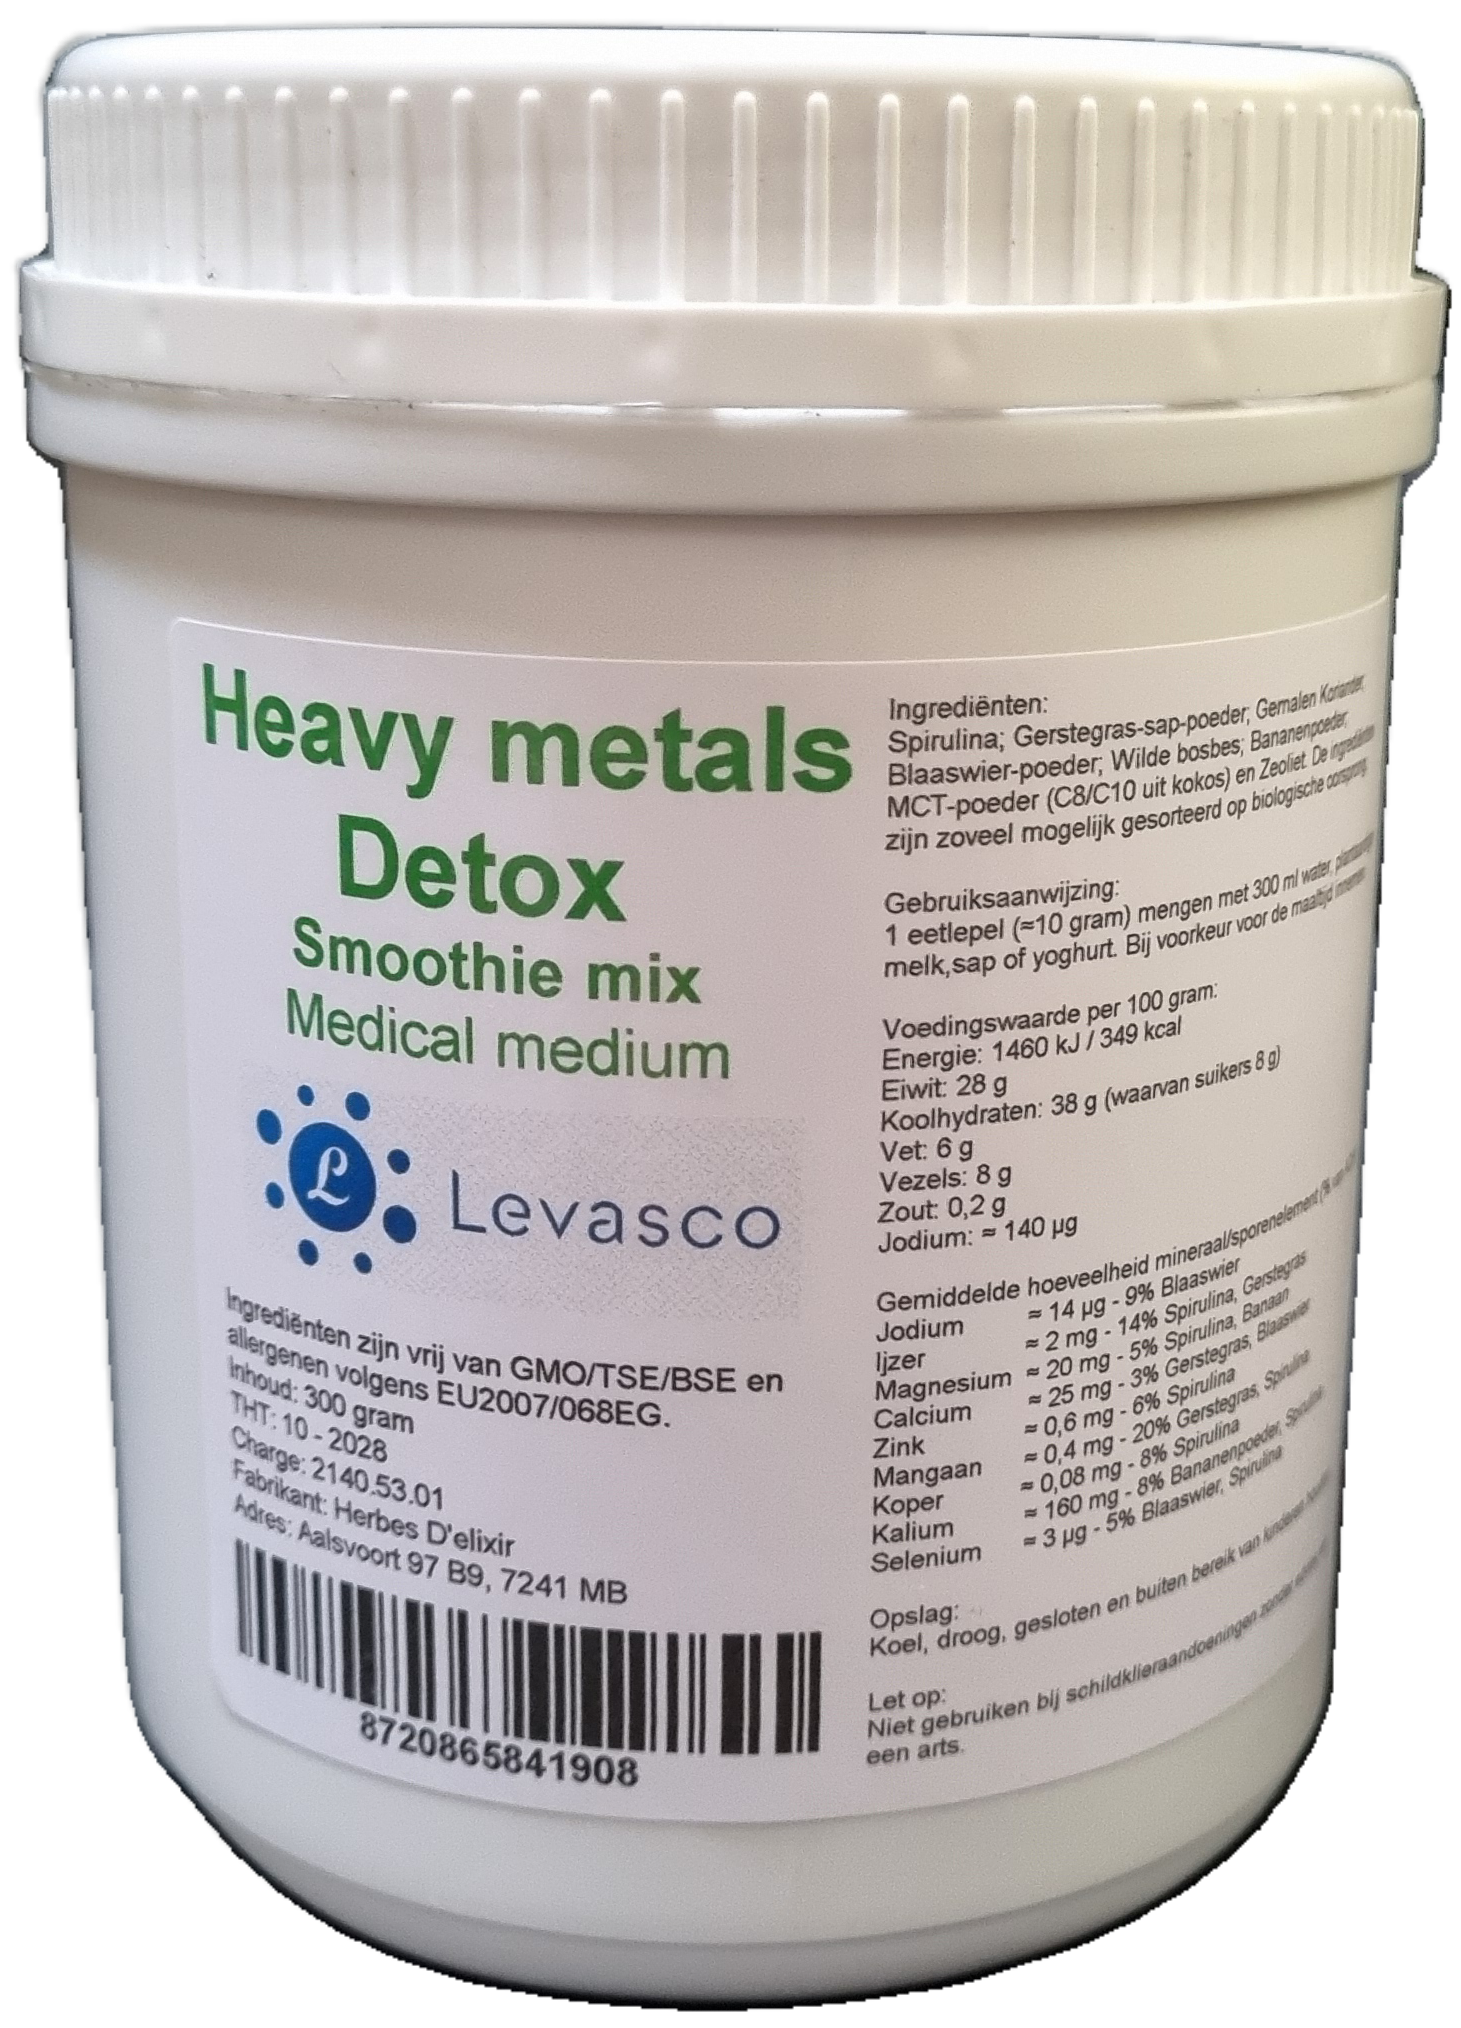 Heavy metals
Detox
Smoothie mix
Medical medium
L
Levasco
Ingrediënten zijn vrij van GMO/TSE/BSE en
allergenen volgens EU2007/068EG.
Inhoud: 300 gram
THT: 10 - 2028
Charge: 2140.53.01
Fabrikant: Herbes D'elixir
Adres: Aalsvoort 97 B9, 7241 MB
8720865841908
Ingrediënten:
Spirulina; Gerstegras-sap-poeder; Gemalen Koriander;
Blaaswier-poeder; Wilde bosbes; Bananenpoeder;
MCT-poeder (C8/C10 uit kokos) en Zeoliet. De ingrediënten
zijn zoveel mogelijk gesorteerd op biologische oorsprong.
Gebruiksaanwijzing:
1 eetlepel (≈10 gram) mengen met 300 ml water, plantaardige
melk,sap of yoghurt. Bij voorkeur voor de maaltijd innemen.
Voedingswaarde per 100 gram:
Energie: 1460 kJ / 349 kcal
Eiwit: 28 g
Koolhydraten: 38 g (waarvan suikers 8 g)
Vet: 6 g
Vezels: 8 g
Zout: 0,2 g
Jodium: ≈ 140 µg
Gemiddelde hoeveelheid mineraal/sporenelement (% van
Jodium ≈ 14 µg - 9% Blaaswier
Ijzer ≈ 2 mg - 14% Spirulina, Gerstegras
Magnesium ≈ 20 mg - 5% Spirulina, Banaan
Calcium ≈ 25 mg - 3% Gerstegras, Blaaswier
Zink ≈ 0,6 mg - 6% Spirulina
Mangaan ≈ 0,4 mg - 20% Gerstegras, Spirulina
Koper ≈ 0,08 mg - 8% Spirulina
Kalium ≈ 160 mg - 8% Bananenpoeder, Spirulina
Selenium ≈ 3 µg - 5% Blaaswier, Spirulina
Opslag:
Koel, droog, gesloten en buiten bereik van kinderen
Let op:
Niet gebruiken bij schildklieraandoeningen zonder
een arts.